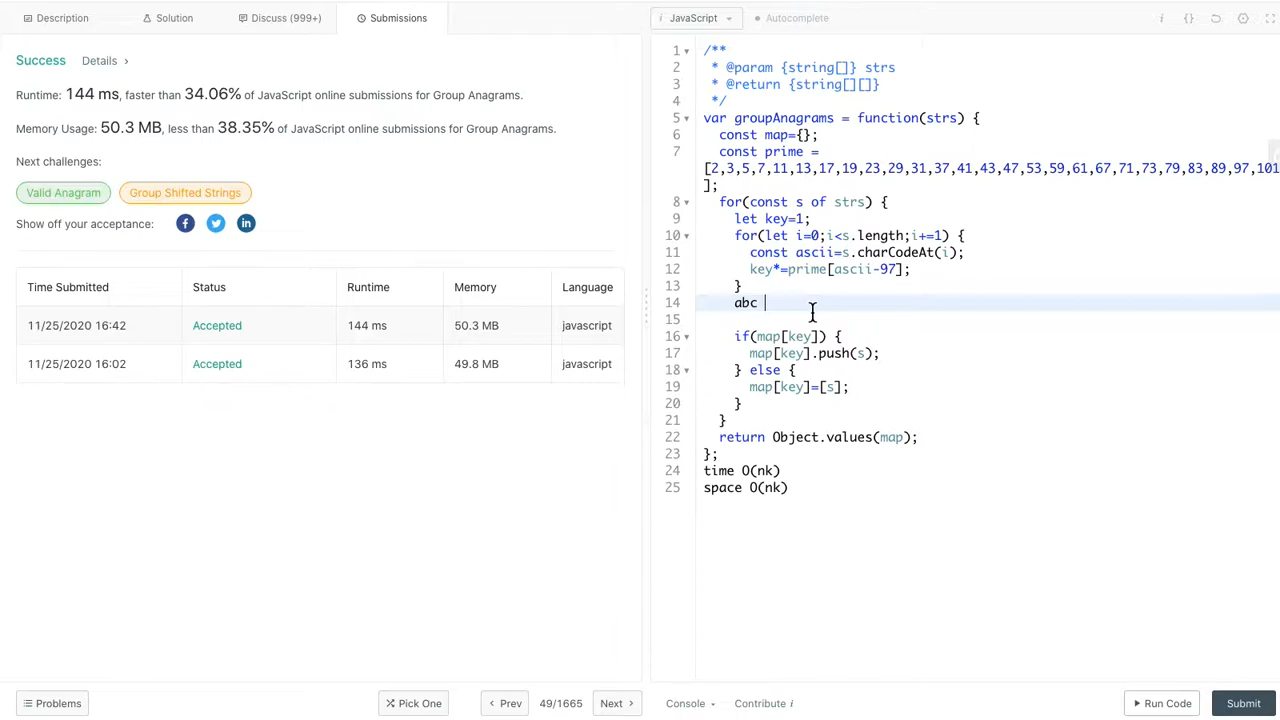 Description
Solution
Discuss (999+)
Submissions
Success Details ›
Runtime: 144 ms, faster than 34.06% of JavaScript online submissions for Group Anagrams.
Memory Usage: 50.3 MB, less than 38.35% of JavaScript online submissions for Group Anagrams.
Next challenges:
Valid Anagram
Group Shifted Strings
Show off your acceptance:
Time Submitted Status Runtime Memory Language
11/25/2020 16:42 Accepted 144 ms 50.3 MB javascript
11/25/2020 16:02 Accepted 136 ms 49.8 MB javascript
Problems
Pick One
‹ Prev 49/1665 Next ›
i JavaScript
Autocomplete
i {}
1 /**
2 * @param {string[]} strs
3 * @return {string[][]}
4 */
5 var groupAnagrams = function(strs) {
6 const map={};
7 const prime =
[2,3,5,7,11,13,17,19,23,29,31,37,41,43,47,53,59,61,67,71,73,79,83,89,97,101
];
8 for(const s of strs) {
9 let key=1;
10 for(let i=0;i<s.length;i+=1) {
11 const ascii=s.charCodeAt(i);
12 key*=prime[ascii-97];
13 }
14 abc
15
16 if(map[key]) {
17 map[key].push(s);
18 } else {
19 map[key]=[s];
20 }
21 }
22 return Object.values(map);
23 };
24 time O(nk)
25 space O(nk)
Console
Contribute i
Run Code
Submit